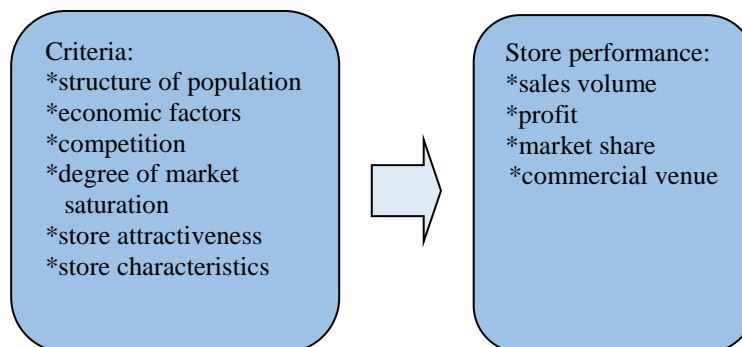 Criteria:
*structure of population
*economic factors
*competition
*degree of market
saturation
*store attractiveness
*store characteristics
Store performance:
*sales volume
*profit
*market share
*commercial venue